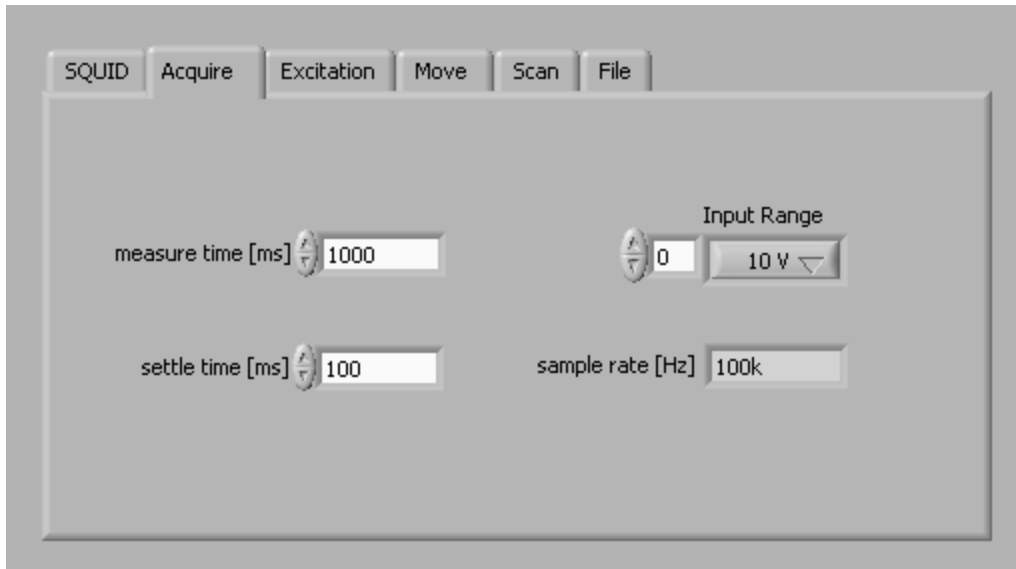 SQUID Acquire Excitation Move Scan File
Input Range
measure time [ms] 1000 0 10 V
settle time [ms] 100 sample rate [Hz] 100k